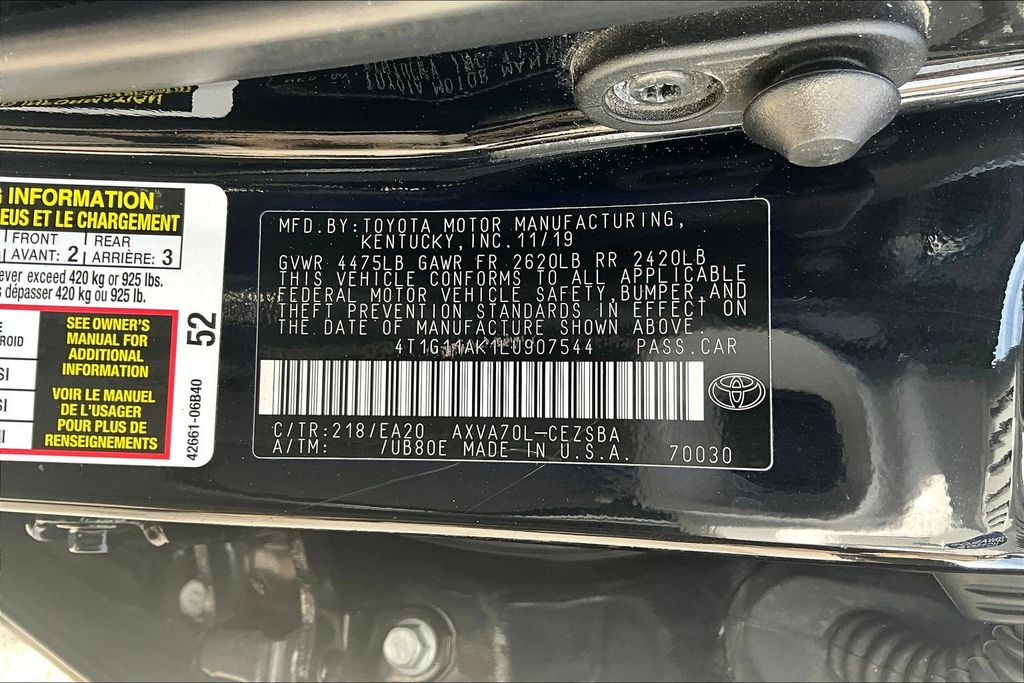 G INFORMATION
EUS ET LE CHARGEMENT
FRONT REAR
AVANT: 2 ARRIÈRE: 3
ever exceed 420 kg or 925 lbs.
dépasser 420 kg ou 925 lb.
SEE OWNER'S
MANUAL FOR
ADDITIONAL
INFORMATION
VOIR LE MANUEL
DE L'USAGER
POUR PLUS DE
RENSEIGNEMENTS
52
42661-06B40
MFD.BY:TOYOTA MOTOR MANUFACTURING,
KENTUCKY,INC.11/19
GVWR 4475LB GAWR FR 2620LB RR 2420LB
THIS VEHICLE CONFORMS TO ALL APPLICABLE
FEDERAL MOTOR VEHICLE SAFETY,BUMPER,AND
THEFT PREVENTION STANDARDS IN EFFECT ON
THE DATE OF MANUFACTURE SHOWN ABOVE.
4T1G11AK1LU907544 PASS.CAR
C/TR:218/EA20 AXVA70L-CEZSBA
A/TM: /UB80E MADE IN U.S.A. 70030